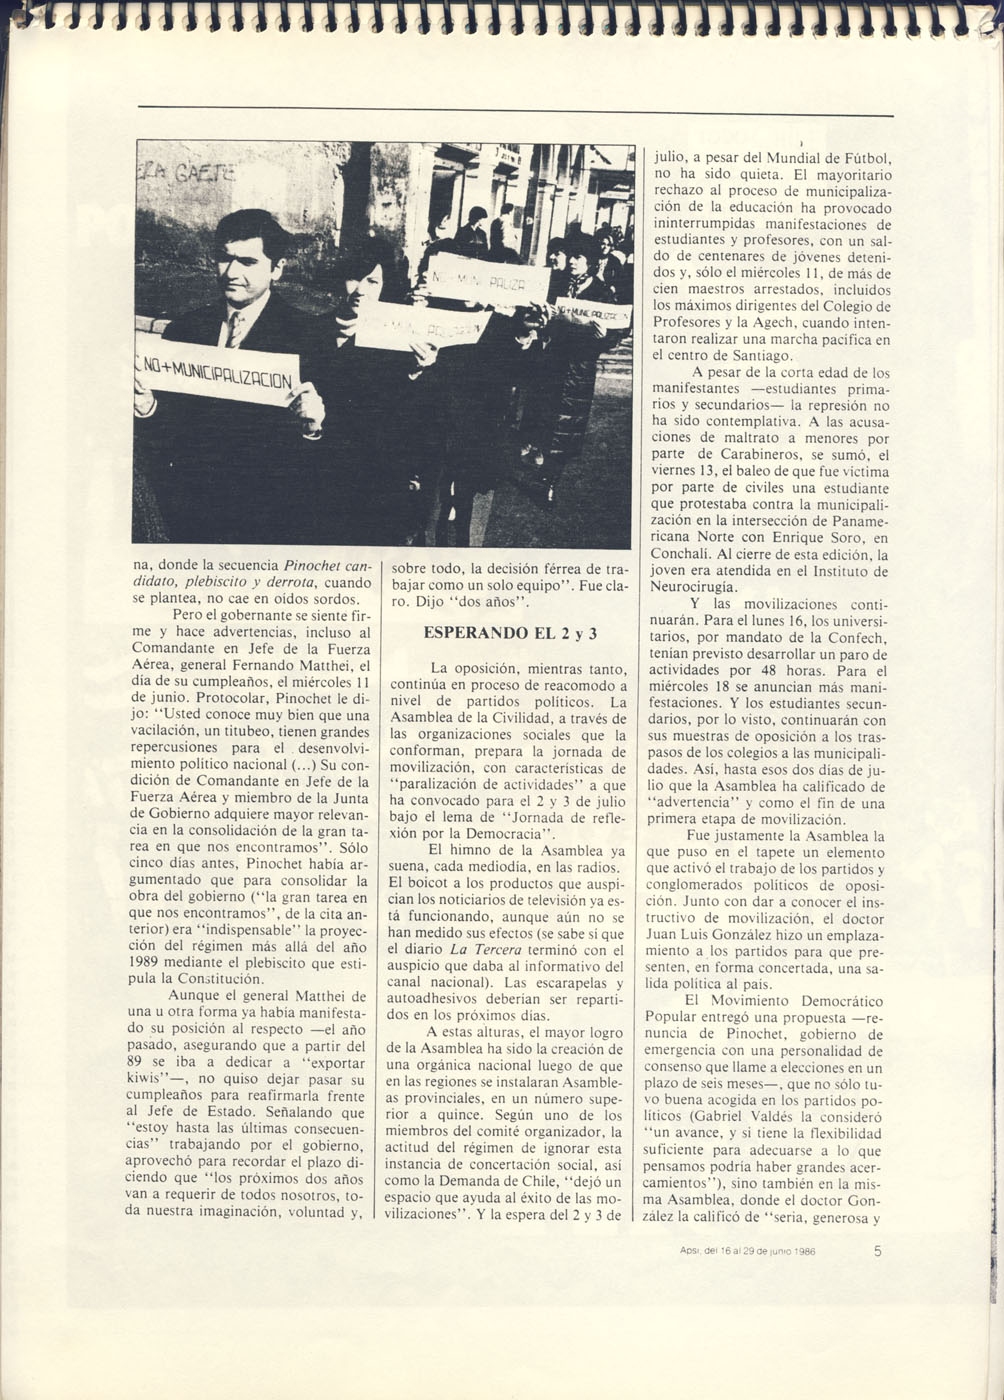 GAETE
NO+MUNICIPALIZACION
NO+MUNICIPALIZACION
NO+MUNICIPALIZACION
NO+MUNICIPALIZACION
na, donde la secuencia Pinochet can-
didato, plebiscito y derrota, cuando
se plantea, no cae en oídos sordos.
Pero el gobernante se siente fir-
me y hace advertencias, incluso al
Comandante en Jefe de la Fuerza
Aérea, general Fernando Matthei, el
día de su cumpleaños, el miércoles 11
de junio. Protocolar, Pinochet le di-
jo: "Usted conoce muy bien que una
vacilación, un titubeo, tienen grandes
repercusiones para el desenvolvi-
miento político nacional (...) Su con-
dición de Comandante en Jefe de la
Fuerza Aérea y miembro de la Junta
de Gobierno adquiere mayor relevan-
cia en la consolidación de la gran ta-
rea en que nos encontramos". Sólo
cinco días antes, Pinochet había ar-
gumentado que para consolidar la
obra del gobierno ("la gran tarea en
que nos encontramos", de la cita an-
terior) era "indispensable" la proyec-
ción del régimen más allá del año
1989 mediante el plebiscito que esti-
pula la Constitución.
Aunque el general Matthei de
una u otra forma ya había manifesta-
do su posición al respecto —el año
pasado, asegurando que a partir del
89 se iba a dedicar a "exportar
kiwis"—, no quiso dejar pasar su
cumpleaños para reafirmarla frente
al Jefe de Estado. Señalando que
"estoy hasta las últimas consecuen-
cias" trabajando por el gobierno,
aprovechó para recordar el plazo di-
ciendo que "los próximos dos años
van a requerir de todos nosotros, to-
da nuestra imaginación, voluntad y,
sobre todo, la decisión férrea de tra-
bajar como un solo equipo". Fue cla-
ro. Dijo "dos años".
ESPERANDO EL 2 y 3
La oposición, mientras tanto,
continúa en proceso de reacomodo a
nivel de partidos políticos. La
Asamblea de la Civilidad, a través de
las organizaciones sociales que la
conforman, prepara la jornada de
movilización, con características de
"paralización de actividades" a que
ha convocado para el 2 y 3 de julio
bajo el lema de "Jornada de refle-
xión por la Democracia".
El himno de la Asamblea ya
suena, cada mediodía, en las radios.
El boicot a los productos que auspi-
cian los noticiarios de televisión ya es-
tá funcionando, aunque aún no se
han medido sus efectos (se sabe sí que
el diario La Tercera terminó con el
auspicio que daba al informativo del
canal nacional). Las escarapelas y
autoadhesivos deberían ser reparti-
dos en los próximos días.
A estas alturas, el mayor logro
de la Asamblea ha sido la creación de
una orgánica nacional luego de que
en las regiones se instalaran Asamble-
as provinciales, en un número supe-
rior a quince. Según uno de los
miembros del comité organizador, la
actitud del régimen de ignorar esta
instancia de concertación social, así
como la Demanda de Chile, "dejó un
espacio que ayuda al éxito de las mo-
vilizaciones". Y la espera del 2 y 3 de
julio, a pesar del Mundial de Fútbol,
no ha sido quieta. El mayoritario
rechazo al proceso de municipaliza-
ción de la educación ha provocado
ininterrumpidas manifestaciones de
estudiantes y profesores, con un sal-
do de centenares de jóvenes deteni-
dos y, sólo el miércoles 11, de más de
cien maestros arrestados, incluidos
los máximos dirigentes del Colegio de
Profesores y la Agech, cuando inten-
taron realizar una marcha pacífica en
el centro de Santiago.
A pesar de la corta edad de los
manifestantes —estudiantes prima-
rios y secundarios— la represión no
ha sido contemplativa. A las acusa-
ciones de maltrato a menores por
parte de Carabineros, se sumó, el
viernes 13, el baleo de que fue víctima
por parte de civiles una estudiante
que protestaba contra la municipali-
zación en la intersección de Paname-
ricana Norte con Enrique Soro, en
Conchalí. Al cierre de esta edición, la
joven era atendida en el Instituto de
Neurocirugía.
Y las movilizaciones conti-
nuarán. Para el lunes 16, los universi-
tarios, por mandato de la Confech,
tenían previsto desarrollar un paro de
actividades por 48 horas. Para el
miércoles 18 se anuncian más mani-
festaciones. Y los estudiantes secun-
darios, por lo visto, continuarán con
sus muestras de oposición a los tras-
pasos de los colegios a las municipali-
dades. Así, hasta esos dos días de ju-
lio que la Asamblea ha calificado de
"advertencia" y como el fin de una
primera etapa de movilización.
Fue justamente la Asamblea la
que puso en el tapete un elemento
que activó el trabajo de los partidos y
conglomerados políticos de oposi-
ción. Junto con dar a conocer el ins-
tructivo de movilización, el doctor
Juan Luis González hizo un emplaza-
miento a los partidos para que pre-
senten, en forma concertada, una sa-
lida política al país.
El Movimiento Democrático
Popular entregó una propuesta —re-
nuncia de Pinochet, gobierno de
emergencia con una personalidad de
consenso que llame a elecciones en un
plazo de seis meses—, que no sólo tu-
vo buena acogida en los partidos po-
líticos (Gabriel Valdés la consideró
"un avance, y si tiene la flexibilidad
suficiente para adecuarse a lo que
pensamos podría haber grandes acer-
camientos"), sino también en la mis-
ma Asamblea, donde el doctor Gon-
zález la calificó de "seria, generosa y
Apsi, del 16 al 29 de junio 1986 5